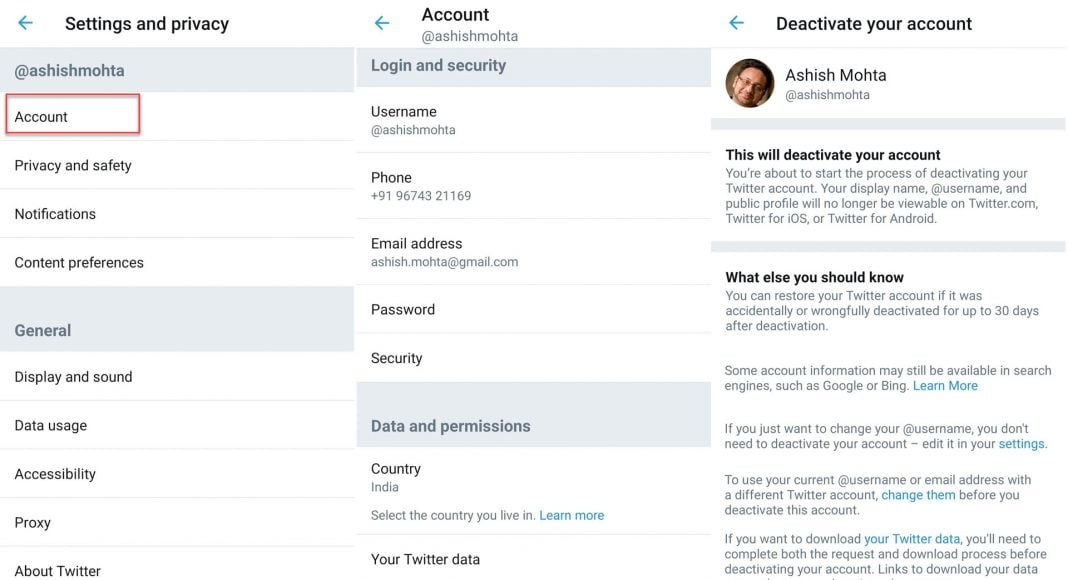 Settings and privacy
@ashishmohta
Account
Privacy and safety
Notifications
Content preferences
General
Display and sound
Data usage
Accessibility
Proxy
About Twitter
Account
@ashishmohta
Login and security
Username
@ashishmohta
Phone
+91 96743 21169
Email address
ashish.mohta@gmail.com
Password
Security
Data and permissions
Country
India
Select the country you live in. Learn more
Your Twitter data
Deactivate your account
Ashish Mohta
@ashishmohta
This will deactivate your account
You're about to start the process of deactivating your
Twitter account. Your display name, @username, and
public profile will no longer be viewable on Twitter.com,
Twitter for iOS, or Twitter for Android.
What else you should know
You can restore your Twitter account if it was
accidentally or wrongfully deactivated for up to 30 days
after deactivation.
Some account information may still be available in search
engines, such as Google or Bing. Learn More
If you just want to change your @username, you don't
need to deactivate your account – edit it in your settings.
To use your current @username or email address with
a different Twitter account, change them before you
deactivate this account.
If you want to download your Twitter data, you'll need to
complete both the request and download process before
deactivating your account. Links to download your data